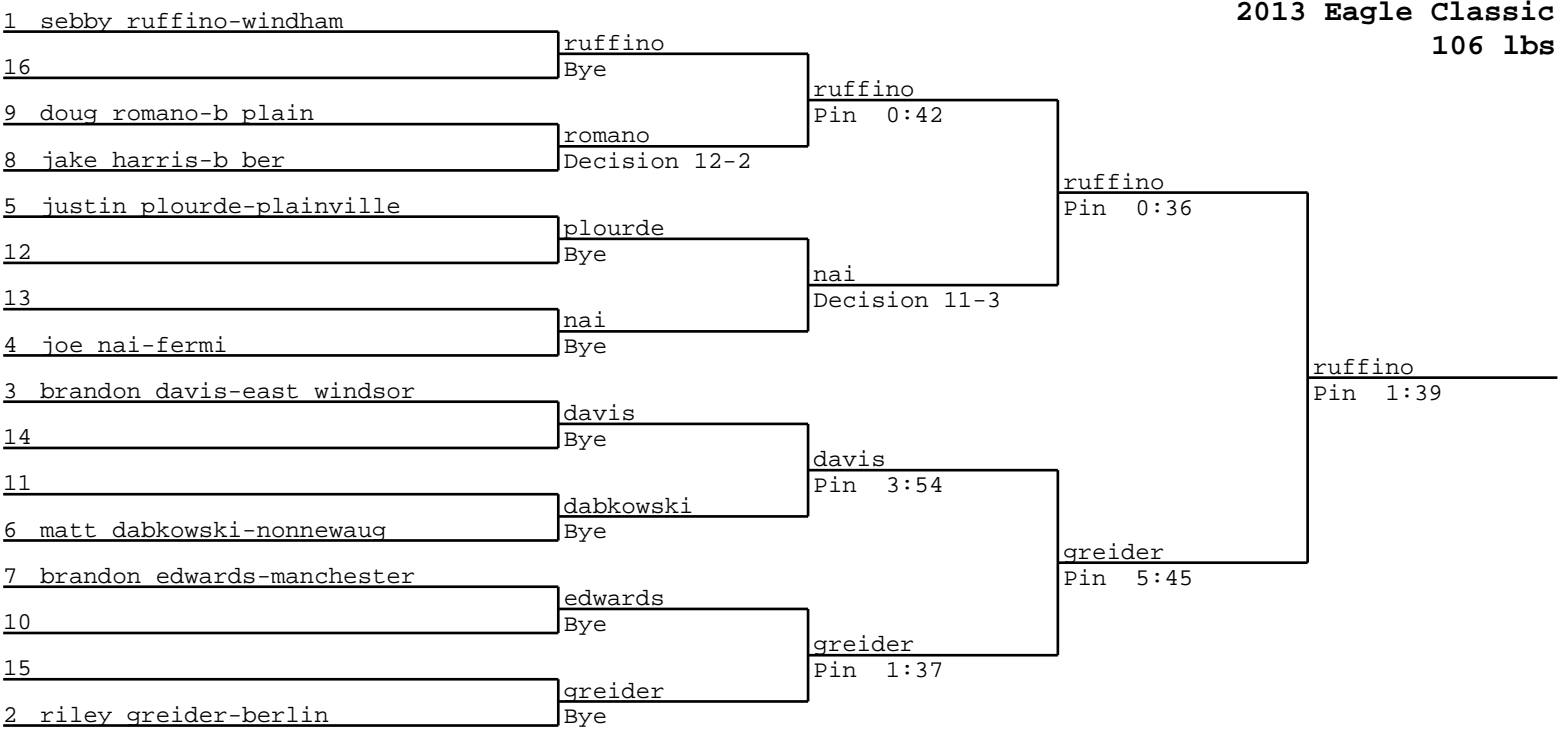 2013 Eagle Classic
106 lbs
1 sebby ruffino-windham
16
9 doug romano-b plain
8 jake harris-b ber
5 justin plourde-plainville
12
13
4 joe nai-fermi
3 brandon davis-east windsor
14
11
6 matt dabkowski-nonnewaug
7 brandon edwards-manchester
10
15
2 riley greider-berlin
ruffino
Bye
romano
Decision 12-2
plourde
Bye
nai
Bye
davis
Bye
dabkowski
Bye
edwards
Bye
greider
Bye
ruffino
Pin 0:42
nai
Decision 11-3
davis
Pin 3:54
greider
Pin 1:37
ruffino
Pin 0:36
greider
Pin 5:45
ruffino
Pin 1:39